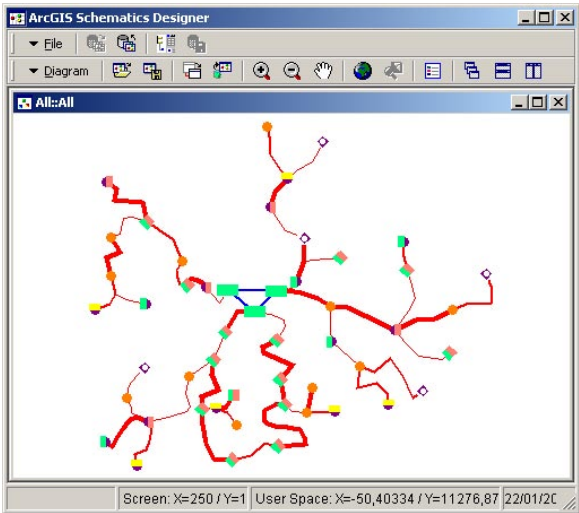 ArcGIS Schematics Designer
File
Diagram
All::All
Screen: X=250 / Y=1 User Space: X=-50,40334 / Y=11276,87 22/01/20